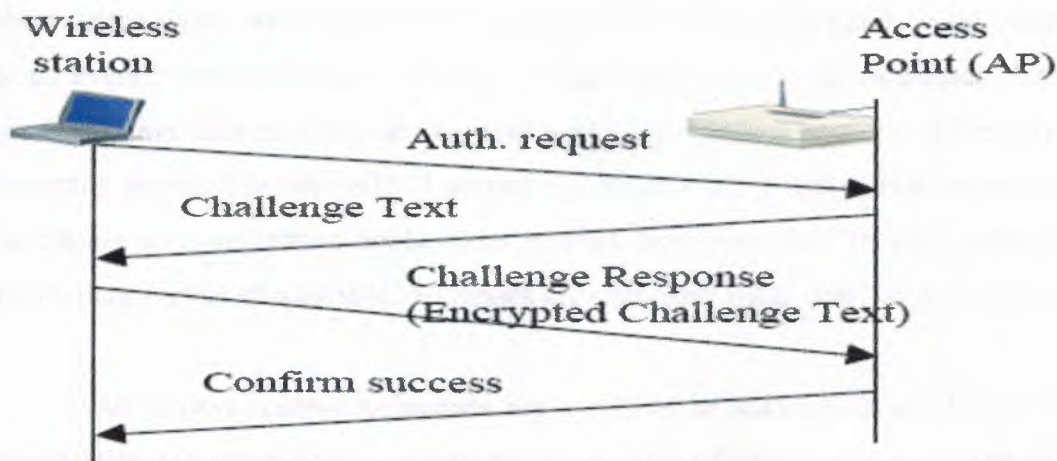 Wireless
station
Access
Point (AP)
Auth. request
Challenge Text
Challenge Response
(Encrypted Challenge Text)
Confirm success